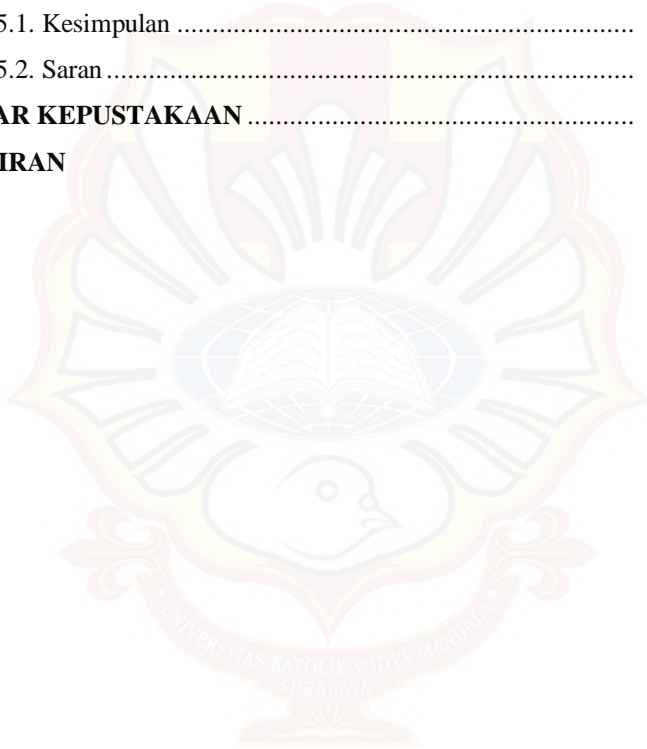 5.1. Kesimpulan ..................................................................
5.2. Saran ............................................................................
AR KEPUSTAKAAN ........................................................
IRAN
UNIVERSITAS KATOLIK WIDYA MANDALA
SURABAYA